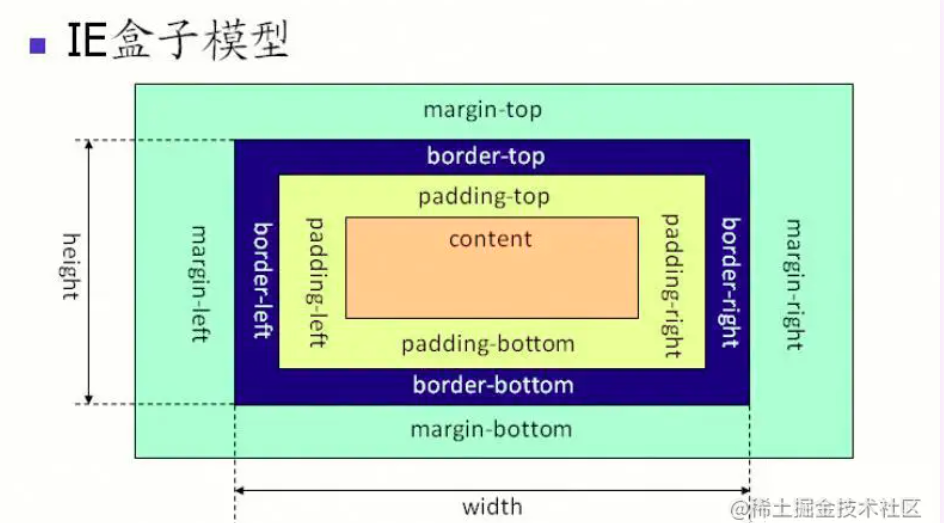 IE盒子模型
margin-top
border-top
padding-top
content
height
margin-left
border-left
padding-left
padding-right
border-right
margin-right
padding-bottom
border-bottom
margin-bottom
width
@稀土掘金技术社区